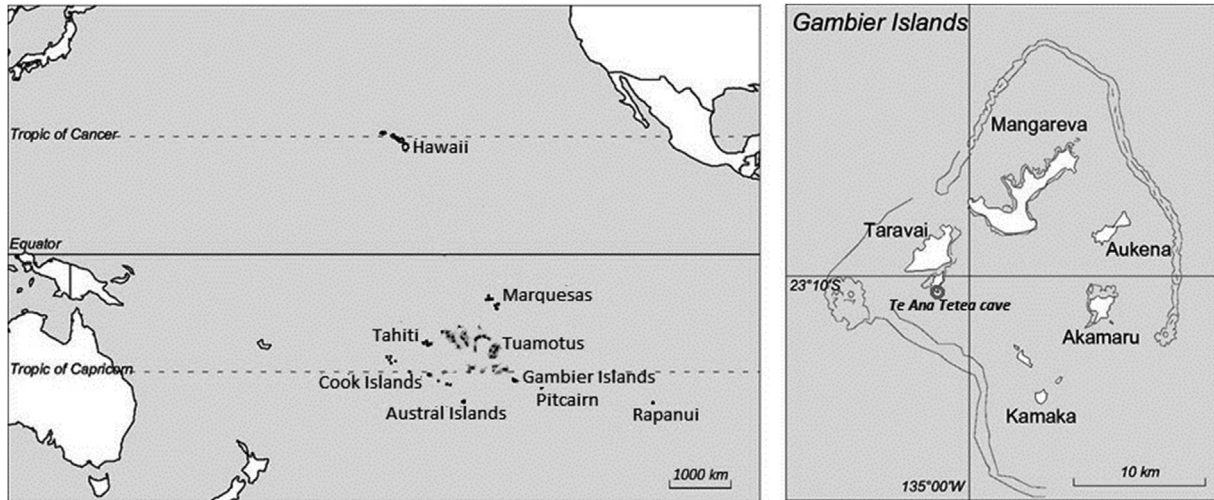 Tropic of Cancer
Hawaii
Equator
Marquesas
Tahiti
Tuamotus
Tropic of Capricorn
Cook Islands
Gambier Islands
Pitcairn
Austral Islands
Rapanui
1000 km
Gambier Islands
Mangareva
Taravai
Aukena
23°10'S
Te Ana Tetea cave
Akamaru
Kamaka
135°00'W
10 km